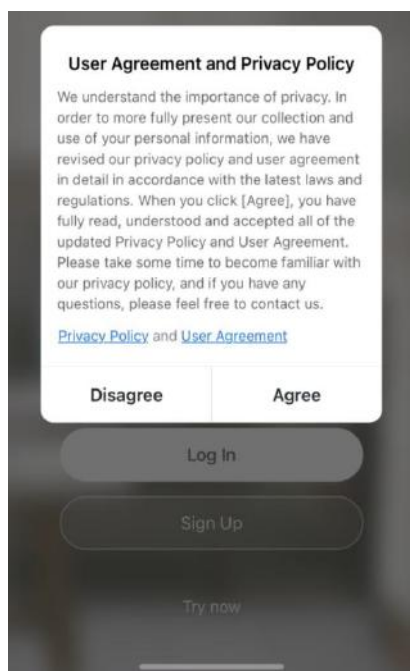 User Agreement and Privacy Policy
We understand the importance of privacy. In
order to more fully present our collection and
use of your personal information, we have
revised our privacy policy and user agreement
in detail in accordance with the latest laws and
regulations. When you click [Agree], you have
fully read, understood and accepted all of the
updated Privacy Policy and User Agreement.
Please take some time to become familiar with
our privacy policy, and if you have any
questions, please feel free to contact us.
Privacy Policy and User Agreement
Disagree Agree
Log In
Sign Up
Try now